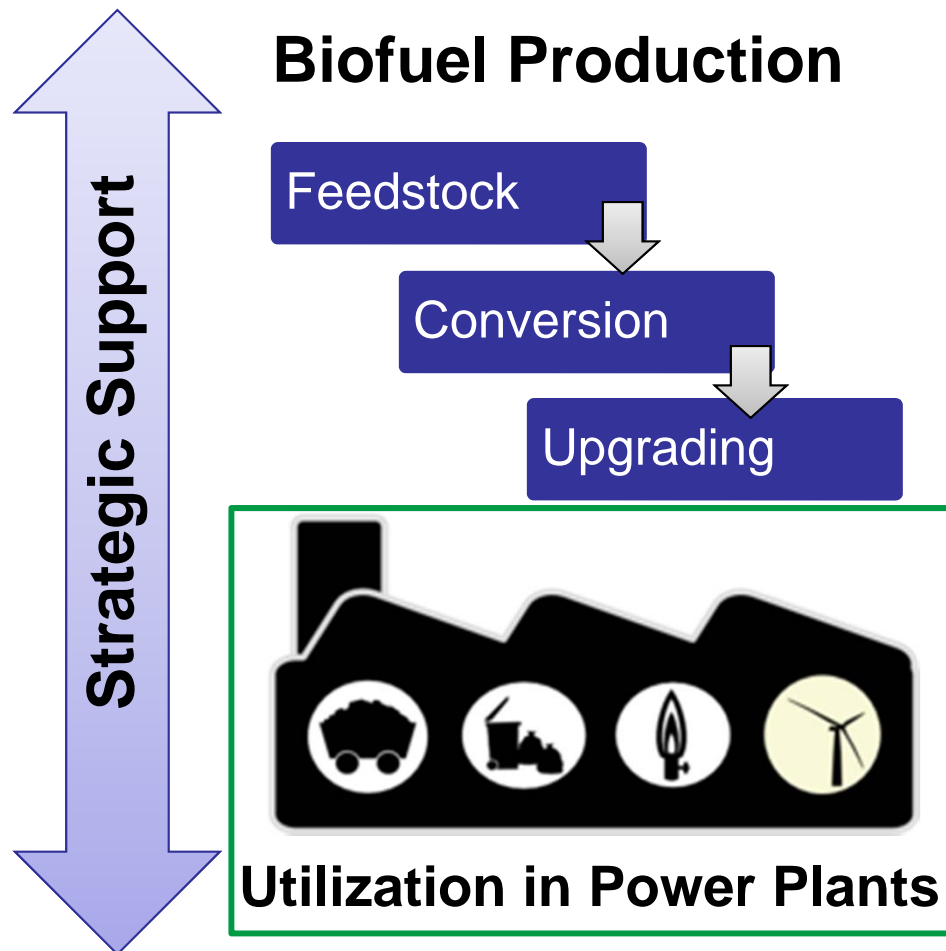 Biofuel Production
Strategic Support
Feedstock
Conversion
Upgrading
Utilization in Power Plants